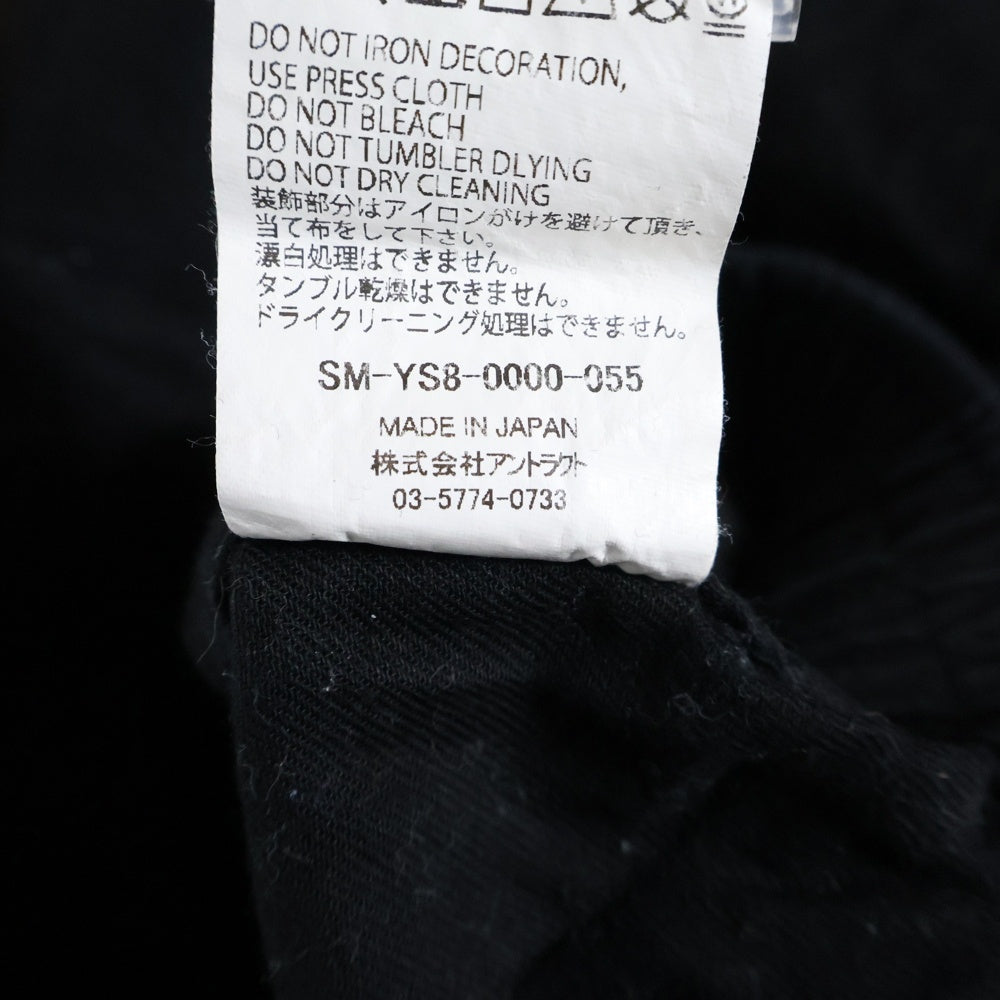 DO NOT IRON DECORATION,
USE PRESS CLOTH
DO NOT BLEACH
DO NOT TUMBLER DLYING
DO NOT DRY CLEANING
装飾部分はアイロンがけを避けて頂き、
当て布をして下さい。
漂白処理はできません。
タンブル乾燥はできません。
ドライクリーニング処理はできません。
SM-YS8-0000-055
MADE IN JAPAN
株式会社アントラクト
03-5774-0733